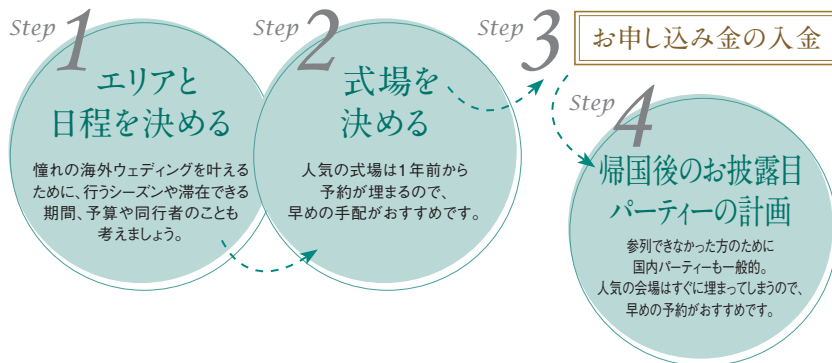 Step 1
エリアと
日程を決める
憧れの海外ウェディングを叶える
ために、行うシーズンや滞在できる
期間、予算や同行者のことも
考えましょう。
Step 2
式場を
決める
人気の式場は1年前から
予約が埋まるので、
早めの手配がおすすめです。
Step 3
お申し込み金の入金
Step 4
帰国後のお披露目
パーティーの計画
参列できなかった方のために
国内パーティーも一般的。
人気の会場はすぐに埋まってしまうので、
早めの予約がおすすめです。